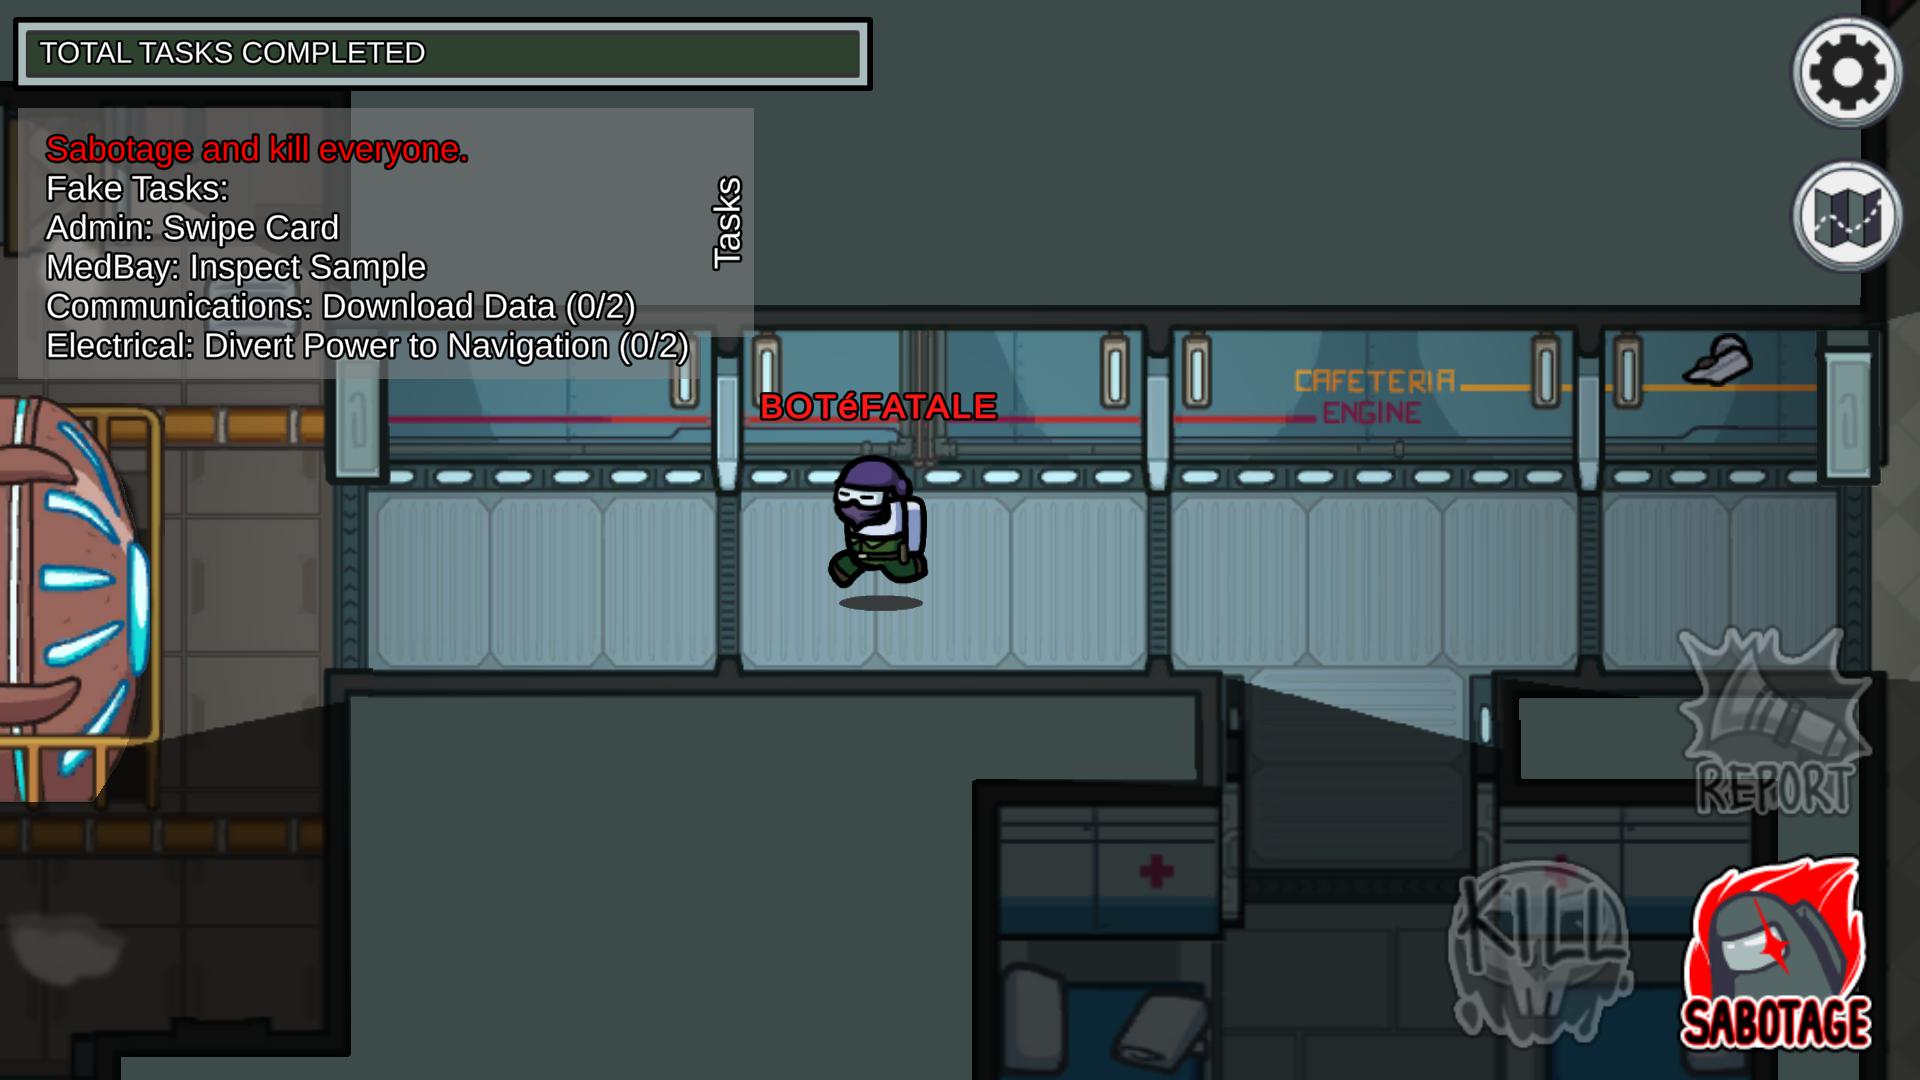 TOTAL TASKS COMPLETED
Sabotage and kill everyone.
Fake Tasks:
Admin: Swipe Card
MedBay: Inspect Sample
Communications: Download Data (0/2)
Electrical: Divert Power to Navigation (0/2)
Tasks
CAFETERIA
ENGINE
BOTéFATALE
REPORT
KILL
SABOTAGE